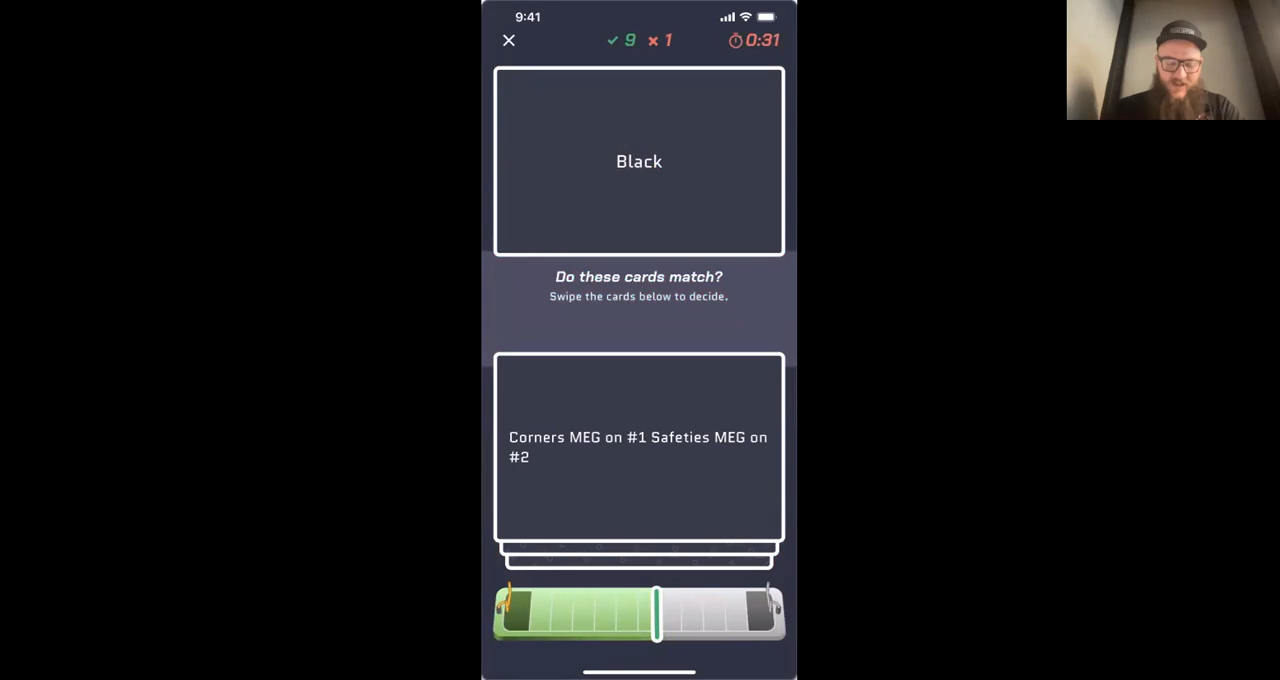 9:41
9 1 0:31
Black
Do these cards match?
Swipe the cards below to decide.
Corners MEG on #1 Safeties MEG on
#2